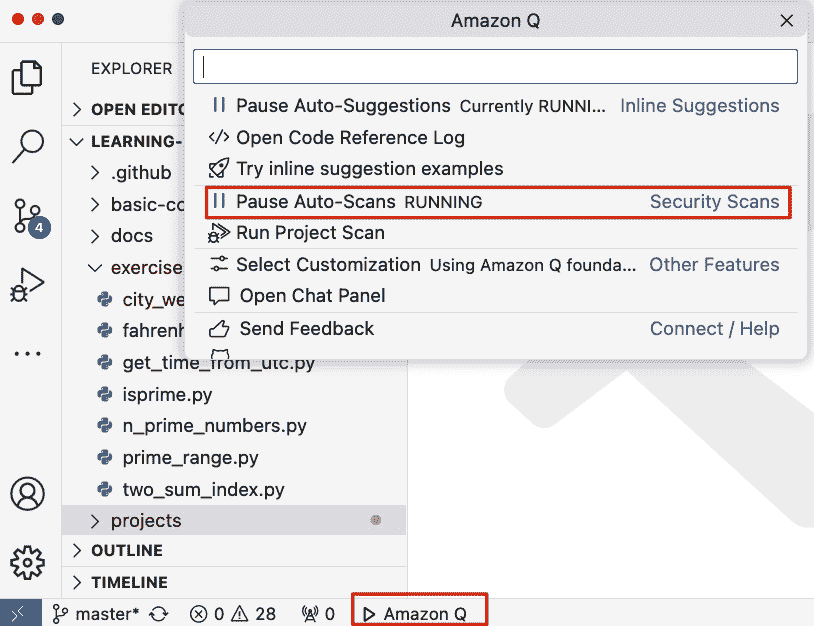 Amazon Q
EXPLORER
Pause Auto-Suggestions Currently RUNNI... Inline Suggestions
Open Code Reference Log
Try inline suggestion examples
Pause Auto-Scans RUNNING Security Scans
Run Project Scan
Select Customization Using Amazon Q founda... Other Features
Open Chat Panel
Send Feedback Connect / Help
OPEN EDITO
LEARNING-
.github
basic-co
docs
exercise
city_we
fahrenh
get_time_from_utc.py
isprime.py
n_prime_numbers.py
prime_range.py
two_sum_index.py
projects
OUTLINE
TIMELINE
4
master* 0 28 0 Amazon Q